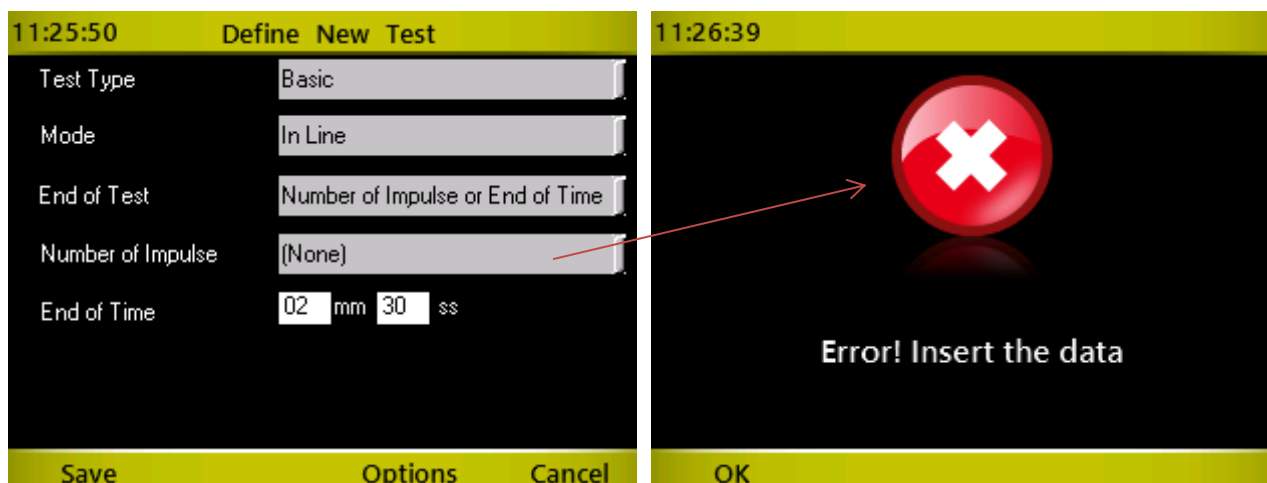 11:25:50 Define New Test
Test Type Basic
Mode In Line
End of Test Number of Impulse or End of Time
Number of Impulse (None)
End of Time 02 mm 30 ss
Save Options Cancel
11:26:39
Error! Insert the data
OK